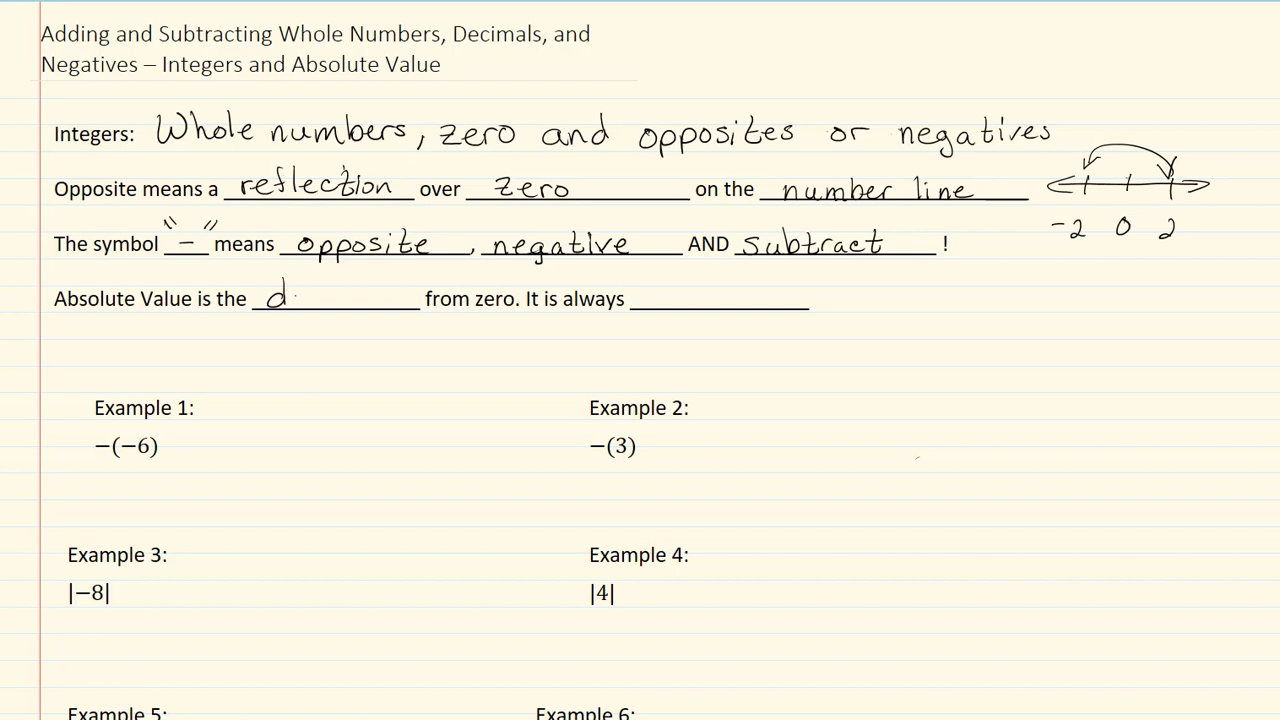 Adding and Subtracting Whole Numbers, Decimals, and
Negatives – Integers and Absolute Value
Integers: Whole numbers, zero and opposites or negatives
Opposite means a reflection over zero on the number line
-2 0 2
The symbol "−" means opposite, negative AND subtract !
Absolute Value is the d from zero. It is always
Example 1: Example 2:
−(−6) −(3)
Example 3: Example 4:
|−8| |4|
Example 5: Example 6: